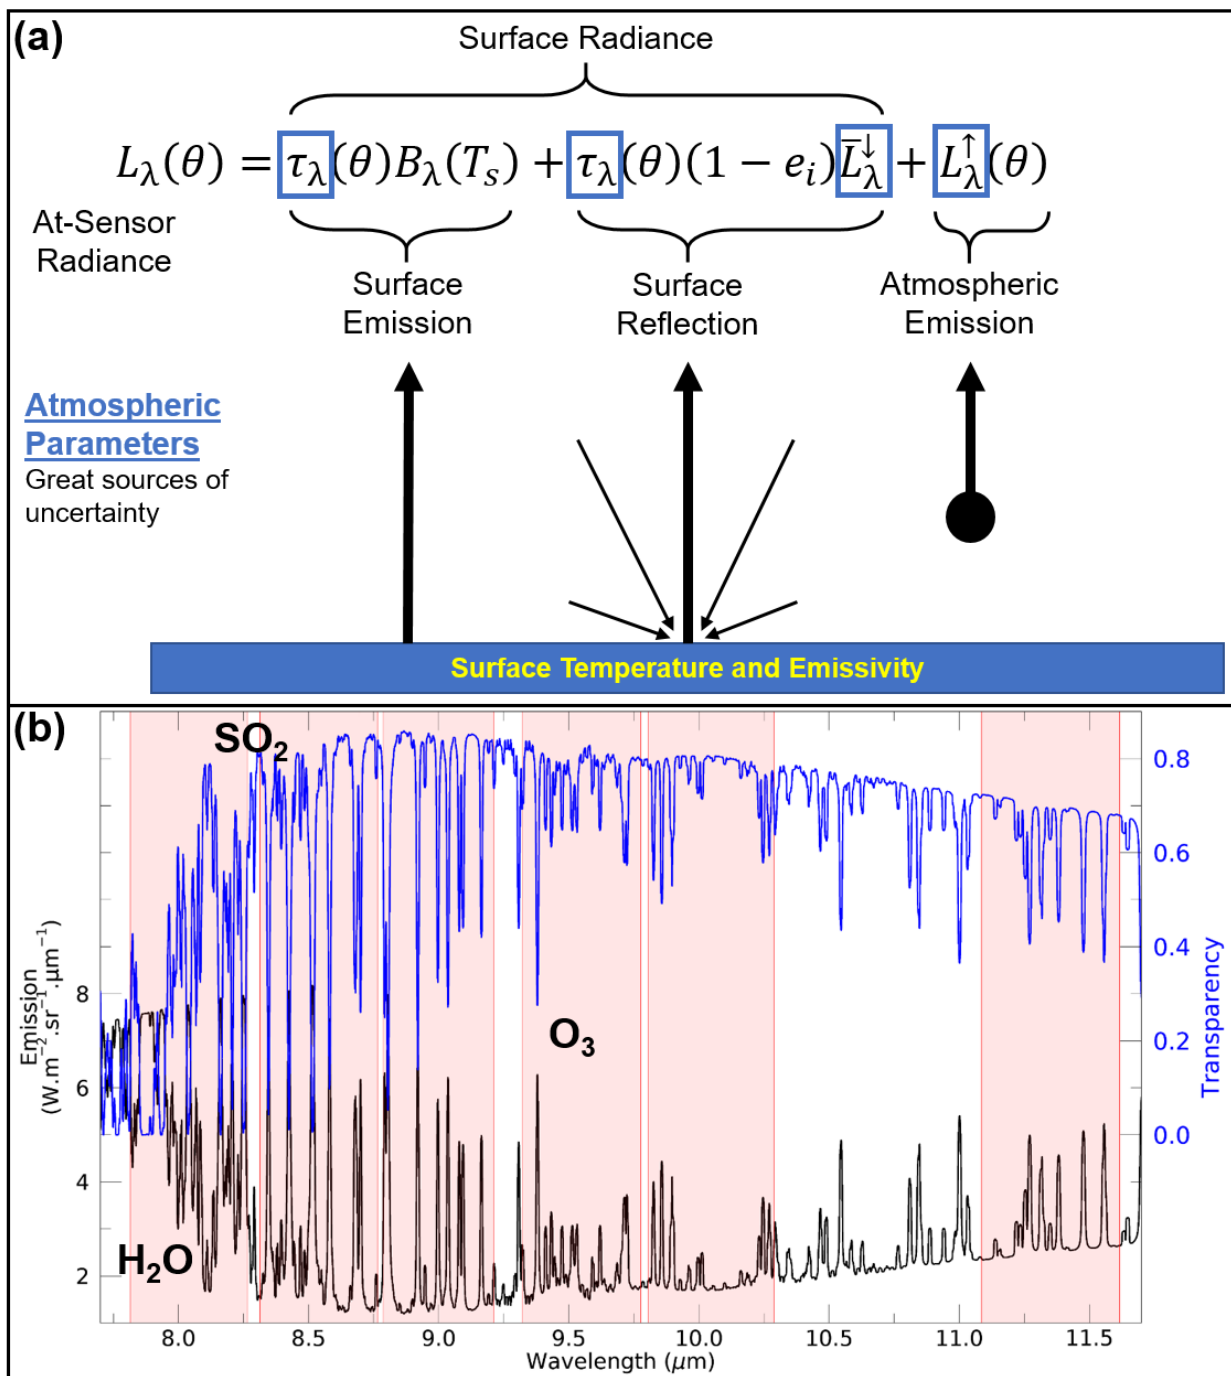 (a)
Surface Radiance
L_λ(θ) = τ_λ(θ)B_λ(T_s) + τ_λ(θ)(1 − e_i)L̅_λ^↓ + L_λ^↑(θ)
At-Sensor
Radiance
Surface
Emission
Surface
Reflection
Atmospheric
Emission
Atmospheric
Parameters
Great sources of
uncertainty
Surface Temperature and Emissivity
(b)
SO₂
O₃
H₂O
Emission
(W.m⁻².sr⁻¹.μm⁻¹)
8
6
4
2
0.8
0.6
0.4
0.2
0.0
Transparency
8.0 8.5 9.0 9.5 10.0 10.5 11.0 11.5
Wavelength (μm)